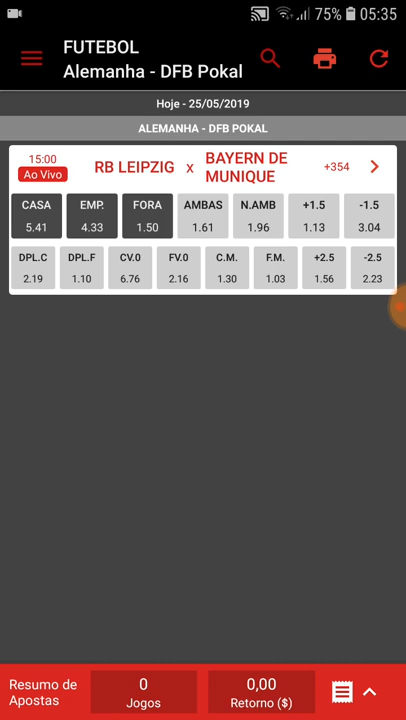 75% 05:35
FUTEBOL
Alemanha - DFB Pokal
Hoje - 25/05/2019
ALEMANHA - DFB POKAL
15:00
Ao Vivo
RB LEIPZIG x BAYERN DE MUNIQUE
+354
CASA EMP. FORA AMBAS N.AMB +1.5 -1.5
5.41 4.33 1.50 1.61 1.96 1.13 3.04
DPL.C DPL.F CV.0 FV.0 C.M. F.M. +2.5 -2.5
2.19 1.10 6.76 2.16 1.30 1.03 1.56 2.23
Resumo de Apostas
0 Jogos
0,00 Retorno ($)